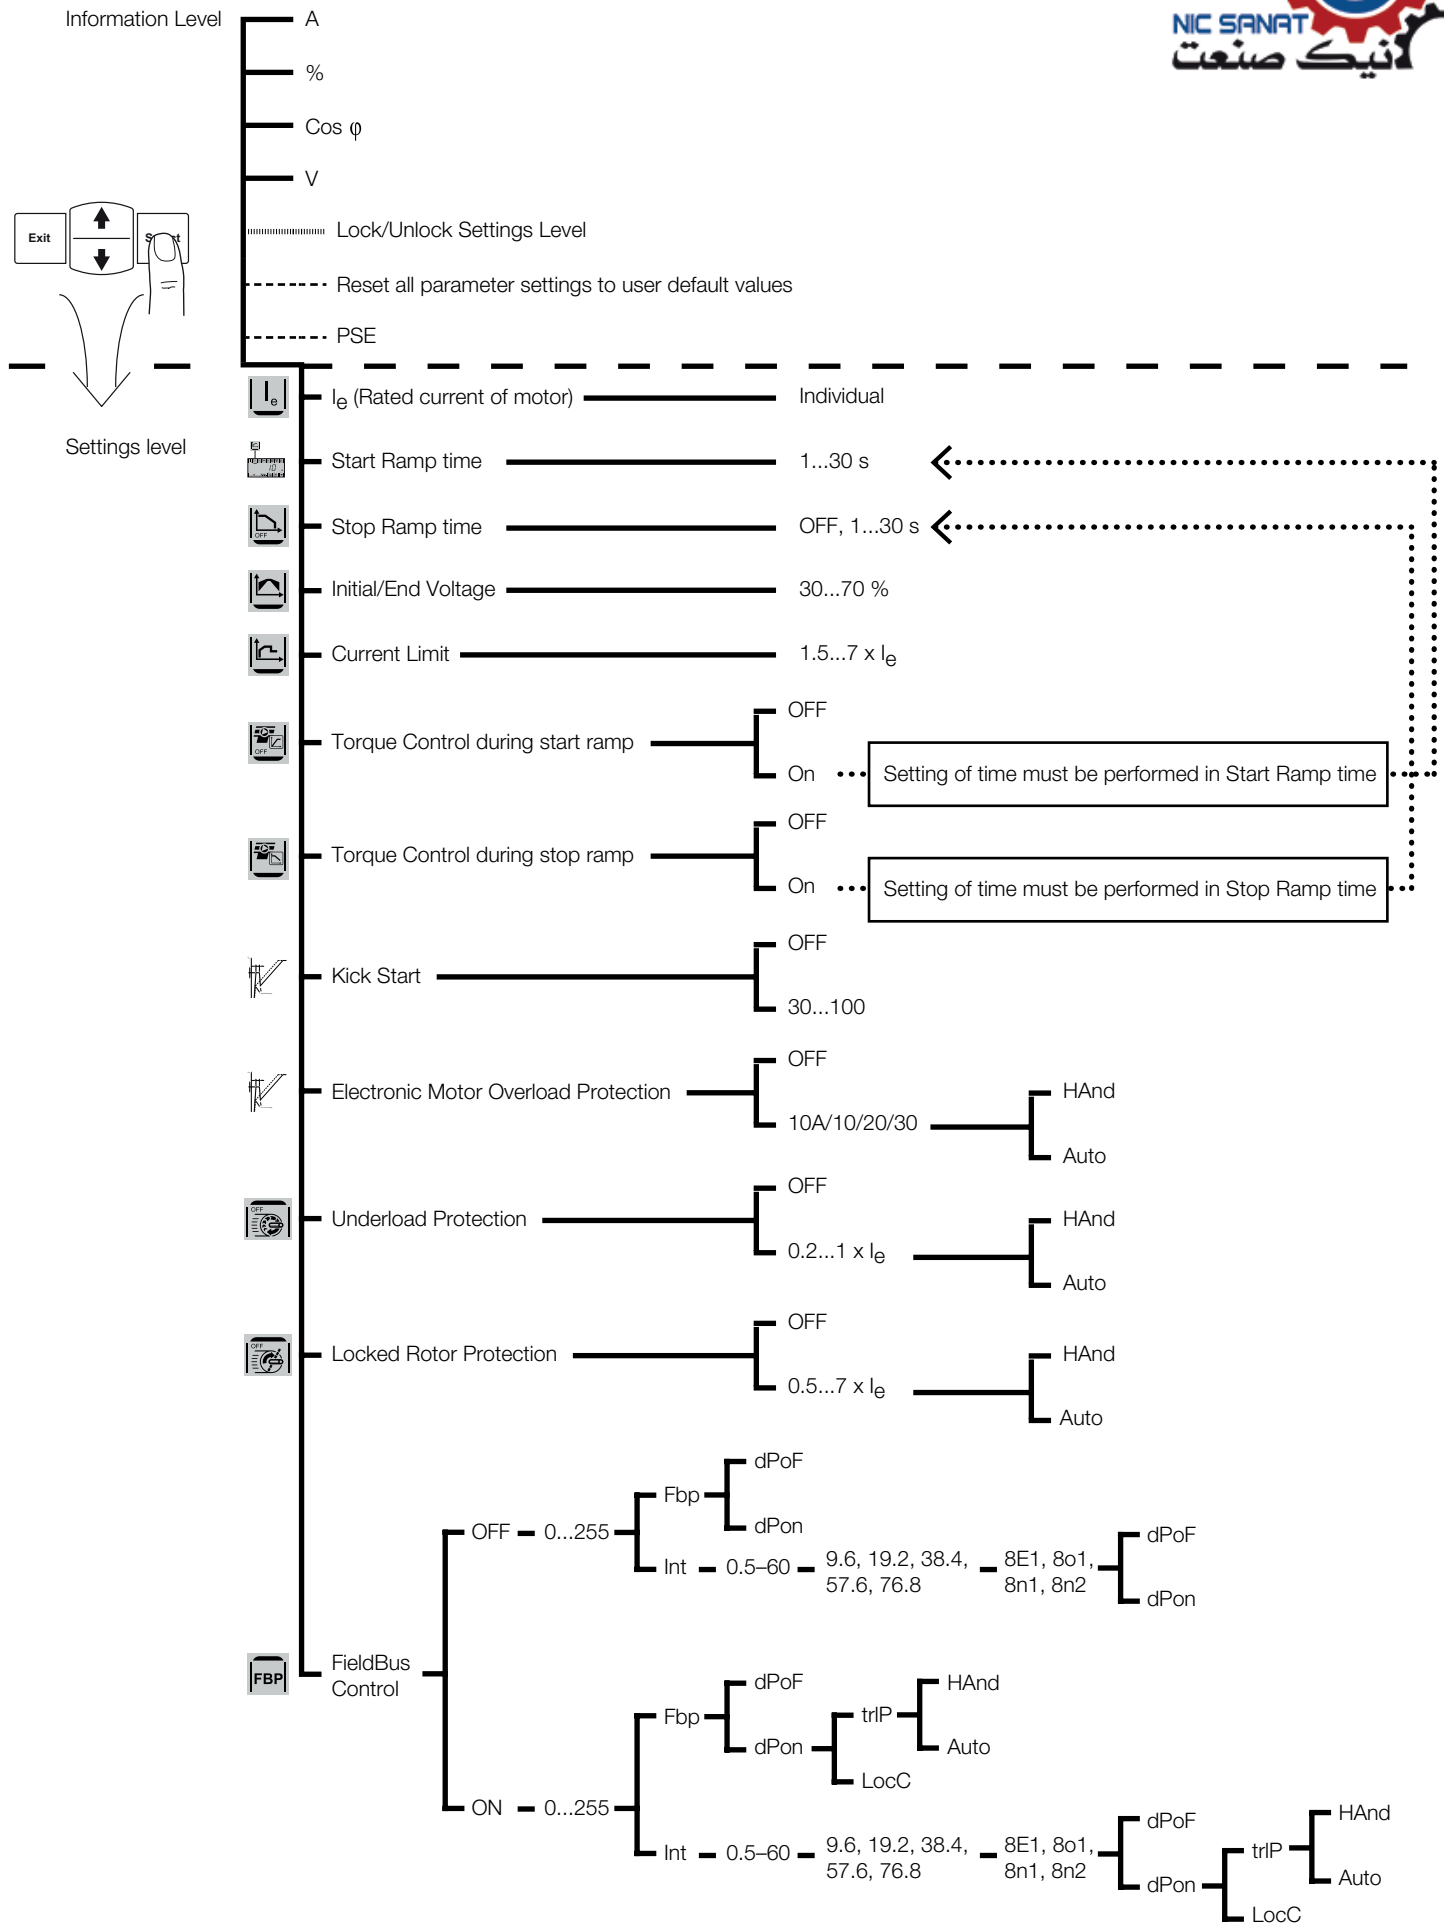 Information Level
A
NIC SANAT
نیک صنعت
%
Cos φ
V
Exit
Lock/Unlock Settings Level
Reset all parameter settings to user default values
PSE
Settings level
Ie
Ie (Rated current of motor)
Individual
Start Ramp time
1...30 s
OFF
Stop Ramp time
OFF, 1...30 s
Initial/End Voltage
30...70 %
Current Limit
1.5...7 x Ie
OFF
Torque Control during start ramp
OFF
On
Setting of time must be performed in Start Ramp time
Torque Control during stop ramp
OFF
On
Setting of time must be performed in Stop Ramp time
Kick Start
OFF
30...100
Electronic Motor Overload Protection
OFF
10A/10/20/30
HAnd
Auto
OFF
Underload Protection
OFF
0.2...1 x Ie
HAnd
Auto
OFF
Locked Rotor Protection
OFF
0.5...7 x Ie
HAnd
Auto
FBP
FieldBus
Control
OFF
0...255
Fbp
dPoF
dPon
Int
0.5–60
9.6, 19.2, 38.4,
57.6, 76.8
8E1, 8o1,
8n1, 8n2
dPoF
dPon
ON
0...255
Fbp
dPoF
dPon
trIP
HAnd
Auto
LocC
Int
0.5–60
9.6, 19.2, 38.4,
57.6, 76.8
8E1, 8o1,
8n1, 8n2
dPoF
dPon
trIP
HAnd
Auto
LocC